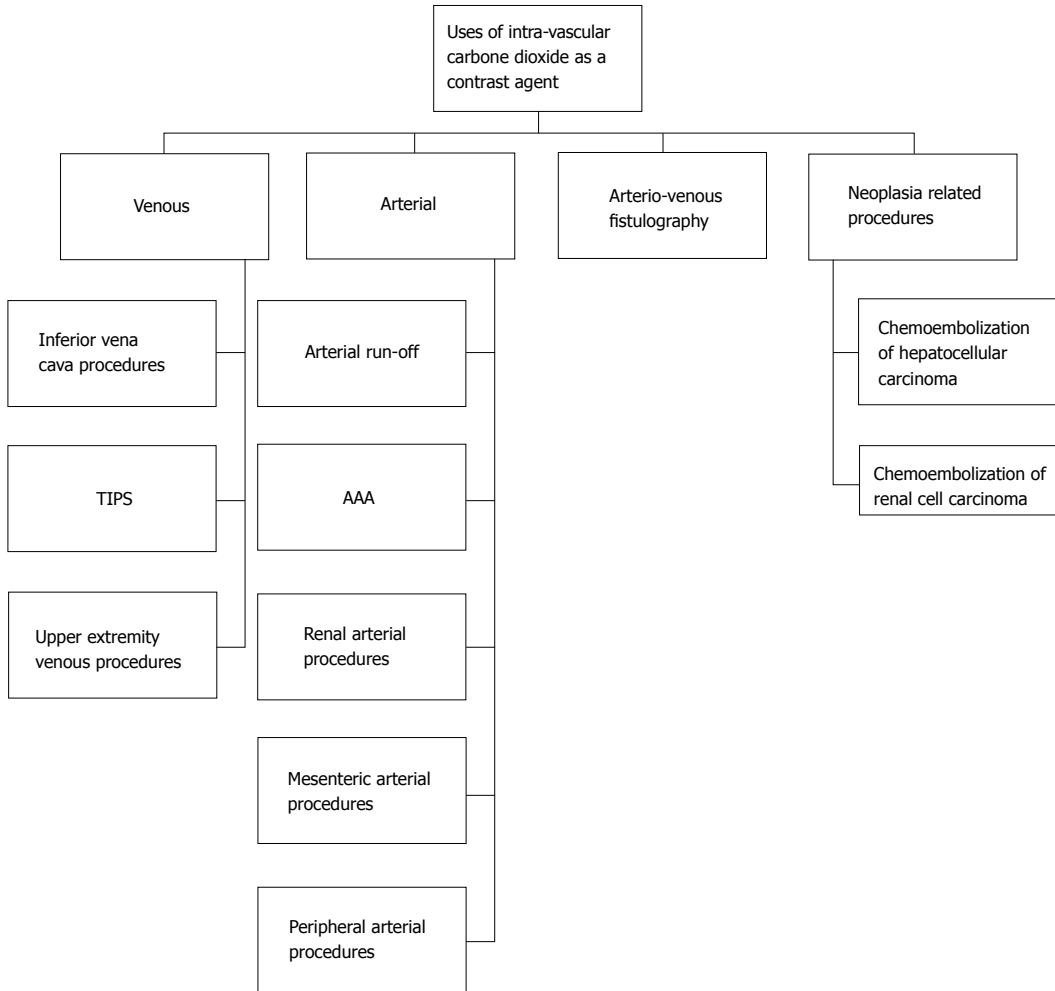 Uses of intra-vascular
carbone dioxide as a
contrast agent
Venous
Arterial
Arterio-venous
fistulography
Neoplasia related
procedures
Inferior vena
cava procedures
TIPS
Upper extremity
venous procedures
Arterial run-off
AAA
Renal arterial
procedures
Mesenteric arterial
procedures
Peripheral arterial
procedures
Chemoembolization
of hepatocellular
carcinoma
Chemoembolization of
renal cell carcinoma